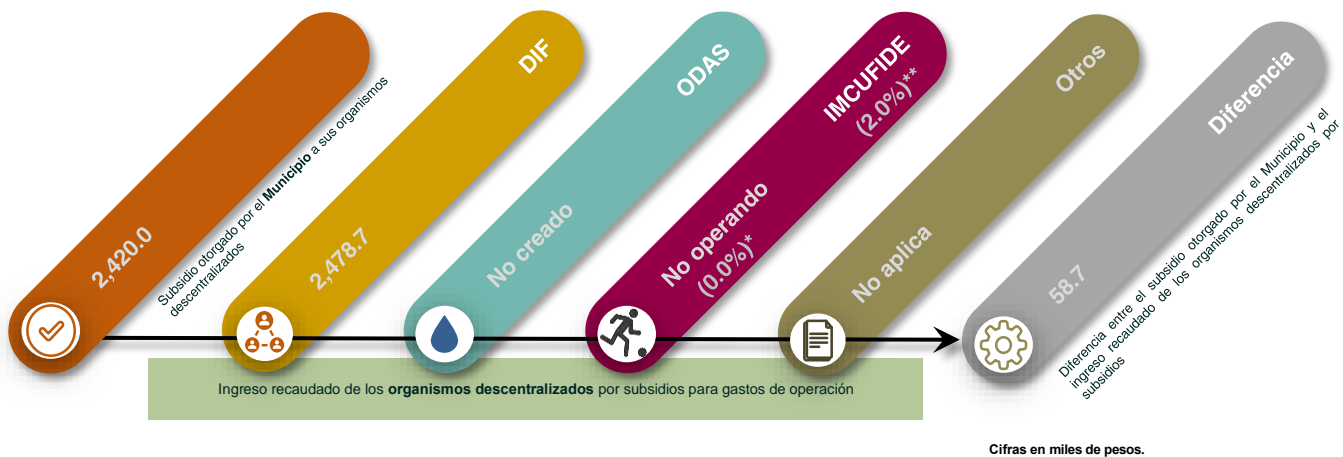 2,420.0
Subsidio otorgado por el Municipio a sus organismos
descentralizados
DIF
2,478.7
ODAS
No creado
IMCUFIDE
(2.0%)**
No operando
(0.0%)*
Otros
No aplica
Diferencia
58.7
Diferencia entre el subsidio otorgado por el Municipio y el
ingreso recaudado de los organismos descentralizados por
subsidios
Ingreso recaudado de los organismos descentralizados por subsidios para gastos de operación
Cifras en miles de pesos.